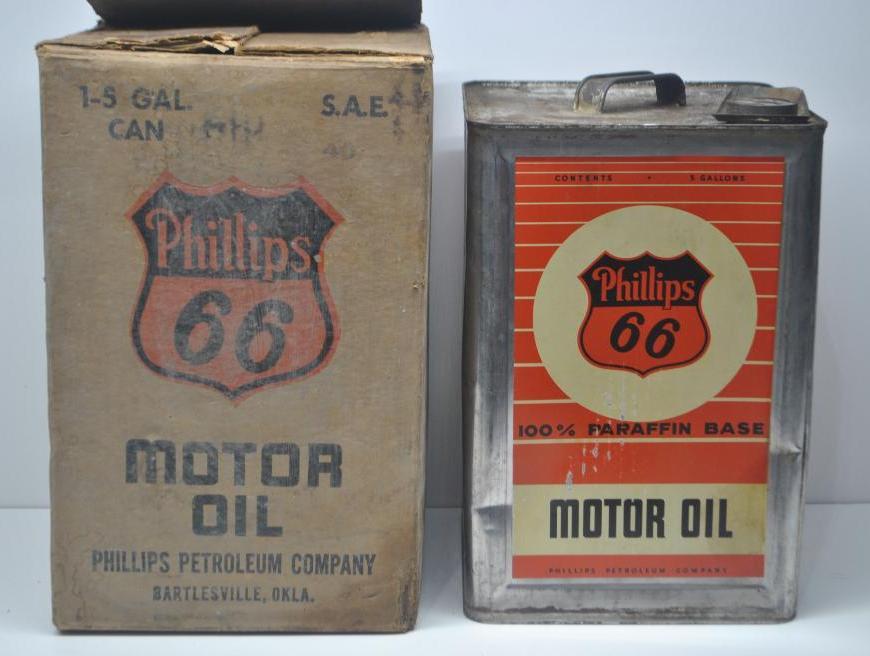 1-5 GAL.
CAN
S.A.E.
Phillips
66
MOTOR
OIL
PHILLIPS PETROLEUM COMPANY
BARTLESVILLE, OKLA.
CONTENTS • 5 GALLONS
Phillips
66
100% PARAFFIN BASE
MOTOR OIL
PHILLIPS PETROLEUM COMPANY